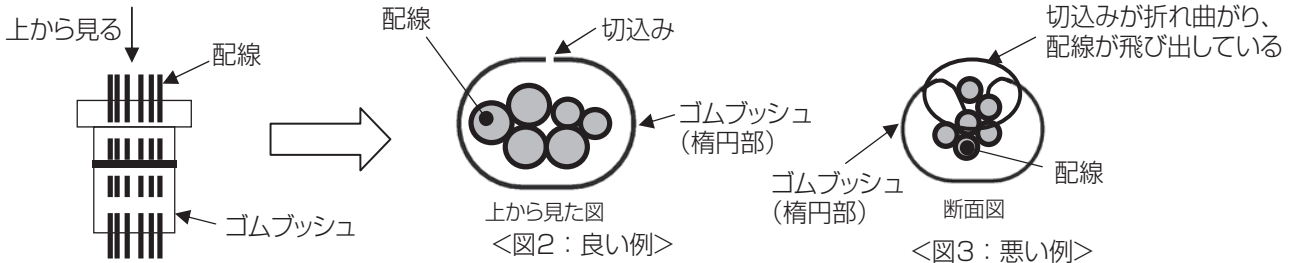 上から見る
配線
ゴムブッシュ
配線
切込み
ゴムブッシュ
（楕円部）
上から見た図
<図2：良い例>
切込みが折れ曲がり、
配線が飛び出している
ゴムブッシュ
（楕円部）
配線
断面図
<図3：悪い例>